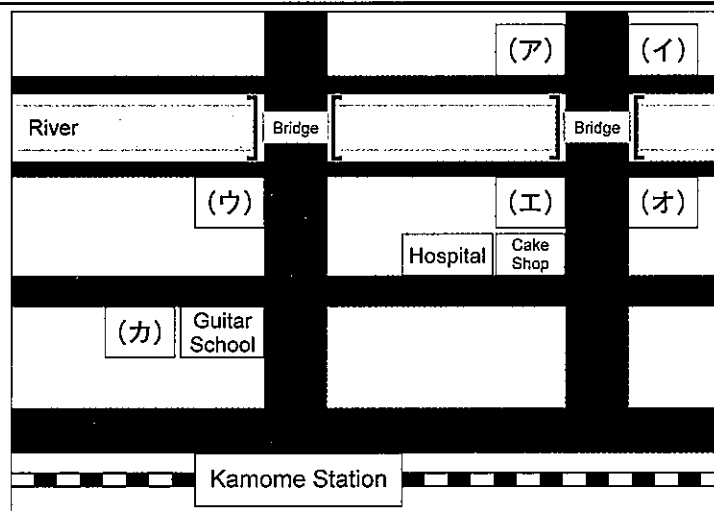 (ア)
(イ)
River
Bridge
Bridge
(ウ)
(エ)
(オ)
Hospital
Cake
Shop
(カ)
Guitar
School
Kamome Station